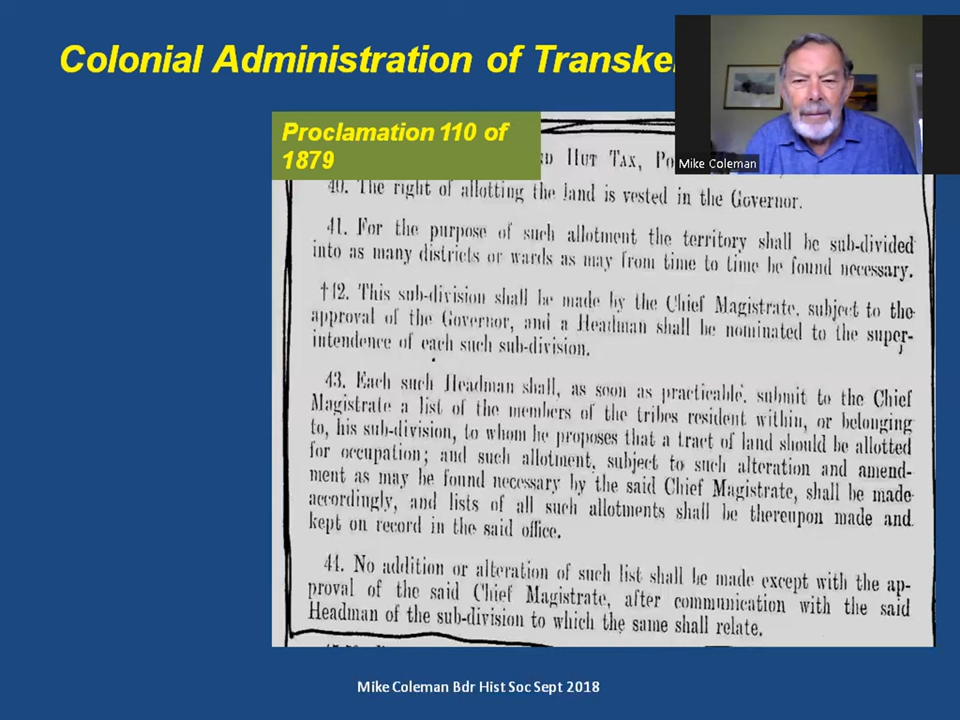 Colonial Administration of Transkei
Mike Coleman
Proclamation 110 of
1879
HUT TAX,
40. The right of allotting the land is vested in the Governor.
41. For the purpose of such allotment the territory shall be sub-divided
into as many districts or wards as may from time to time be found necessary.
†42. This sub-division shall be made by the Chief Magistrate, subject to the
approval of the Governor, and a Headman shall be nominated to the super-
intendence of each such sub-division.
43. Each such Headman shall, as soon as practicable, submit to the Chief
Magistrate a list of the members of the tribes resident within, or belonging
to, his sub-division, to whom he proposes that a tract of land should be allotted
for occupation; and such allotment, subject to such alteration and amend-
ment as may be found necessary by the said Chief Magistrate, shall be made
accordingly, and lists of all such allotments shall be thereupon made and
kept on record in the said office.
44. No addition or alteration of such list shall be made except with the ap-
proval of the said Chief Magistrate, after communication with the said
Headman of the sub-division to which the same shall relate.
Mike Coleman Bdr Hist Soc Sept 2018